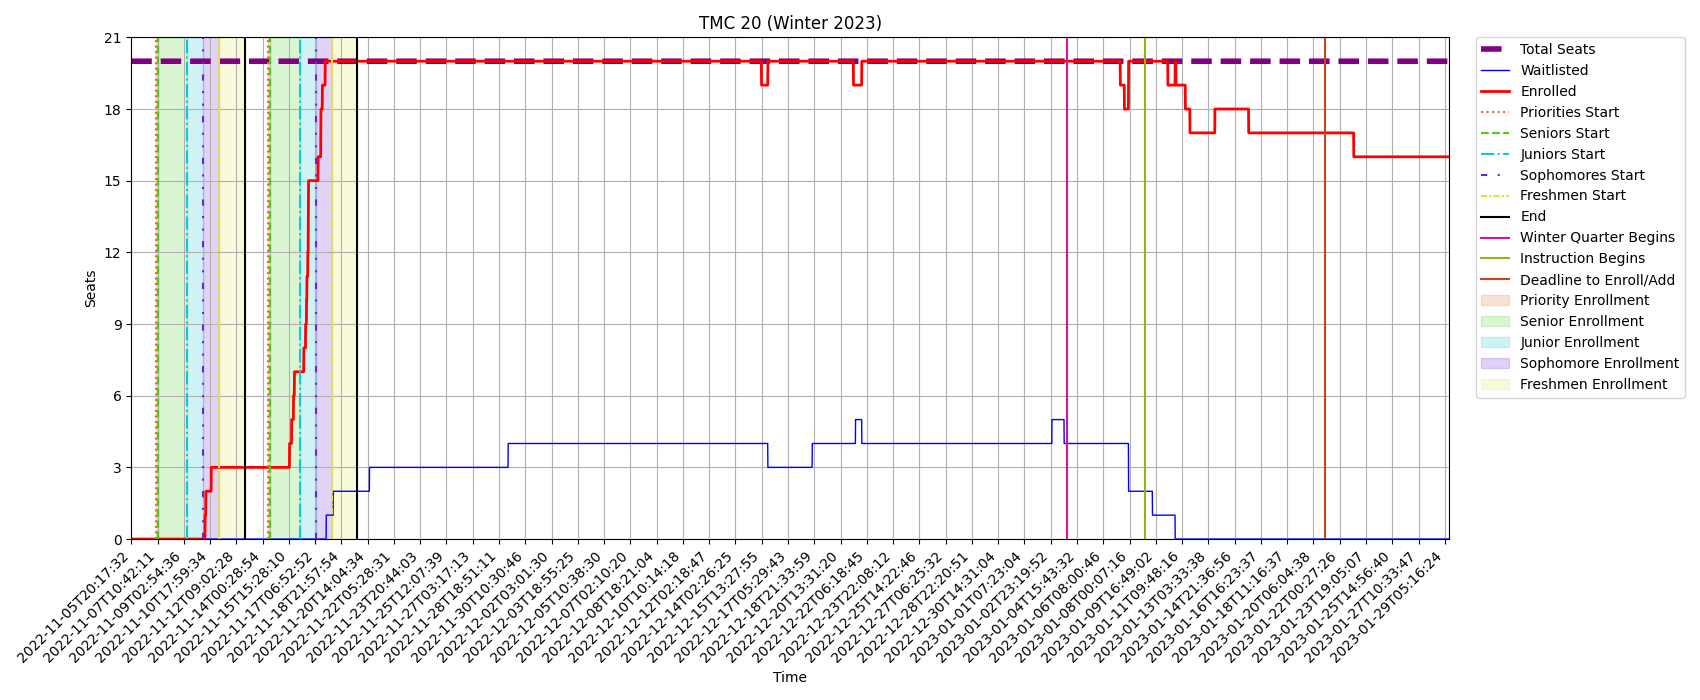 TMC 20 (Winter 2023)
21
18
15
12
9
6
3
0
Seats
2022-11-05T20:17:32
2022-11-07T10:42:11
2022-11-09T02:54:36
2022-11-10T17:59:34
2022-11-12T09:02:28
2022-11-14T00:28:54
2022-11-15T15:28:10
2022-11-17T06:52:52
2022-11-18T21:57:54
2022-11-20T14:04:34
2022-11-22T05:28:31
2022-11-23T20:44:03
2022-11-25T12:07:39
2022-11-27T03:17:13
2022-11-28T18:51:11
2022-11-30T10:30:46
2022-12-02T03:01:30
2022-12-03T18:55:25
2022-12-05T10:38:30
2022-12-07T02:10:20
2022-12-08T18:21:04
2022-12-10T10:14:18
2022-12-12T02:18:47
2022-12-14T02:26:25
2022-12-15T13:27:55
2022-12-17T05:29:43
2022-12-18T21:33:59
2022-12-20T13:31:20
2022-12-22T06:18:45
2022-12-23T22:08:12
2022-12-25T14:22:46
2022-12-27T06:25:32
2022-12-28T22:20:51
2022-12-30T14:31:04
2023-01-01T07:23:04
2023-01-02T23:19:52
2023-01-04T15:43:32
2023-01-06T08:00:46
2023-01-08T00:07:16
2023-01-09T16:49:02
2023-01-11T09:48:16
2023-01-13T03:33:38
2023-01-14T21:36:56
2023-01-16T16:23:37
2023-01-18T11:16:37
2023-01-20T06:04:38
2023-01-22T00:27:26
2023-01-23T19:05:07
2023-01-25T14:56:40
2023-01-27T10:33:47
2023-01-29T05:16:24
Time
Total Seats
Waitlisted
Enrolled
Priorities Start
Seniors Start
Juniors Start
Sophomores Start
Freshmen Start
End
Winter Quarter Begins
Instruction Begins
Deadline to Enroll/Add
Priority Enrollment
Senior Enrollment
Junior Enrollment
Sophomore Enrollment
Freshmen Enrollment